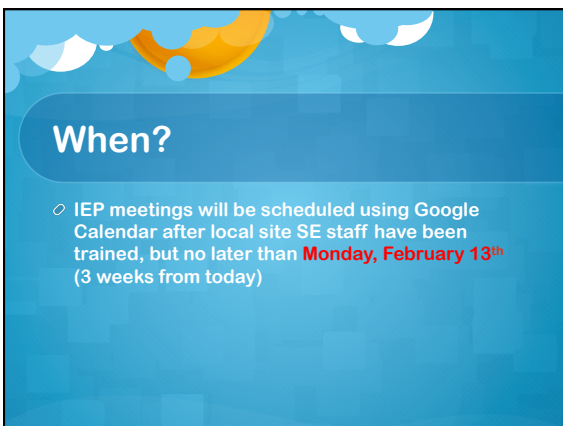 When?
IEP meetings will be scheduled using Google
Calendar after local site SE staff have been
trained, but no later than Monday, February 13th
(3 weeks from today)